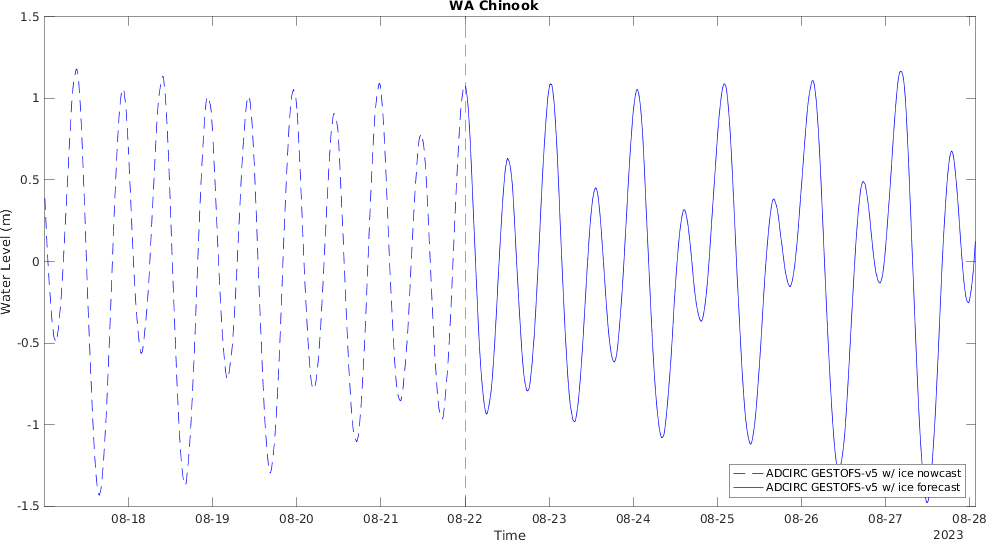 WA Chinook
1.5
1
0.5
0
-0.5
-1
-1.5
Water Level (m)
08-18 08-19 08-20 08-21 08-22 08-23 08-24 08-25 08-26 08-27 08-28
Time
2023
ADCIRC GESTOFS-v5 w/ ice nowcast
ADCIRC GESTOFS-v5 w/ ice forecast